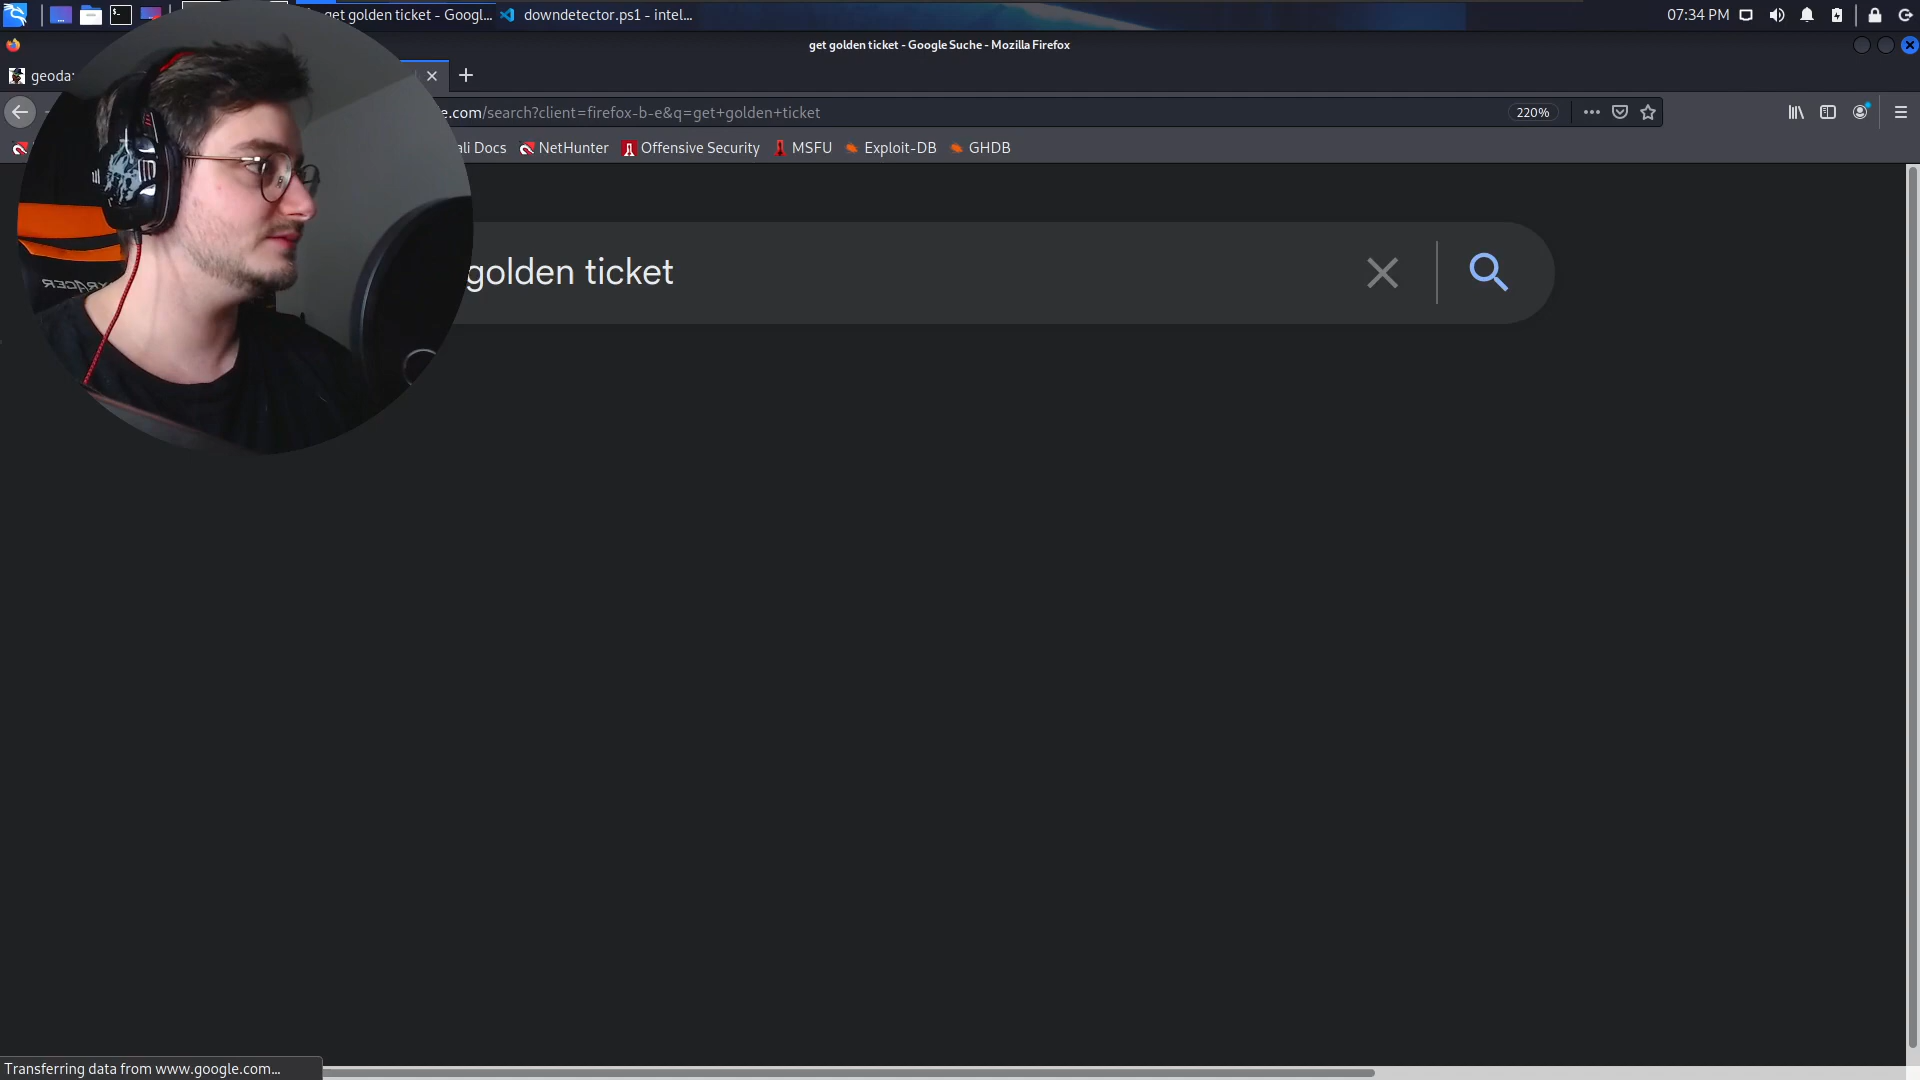 get golden ticket - Googl...
downdetector.ps1 - intel...
07:34 PM
get golden ticket - Google Suche - Mozilla Firefox
geoda
e.com/search?client=firefox-b-e&q=get+golden+ticket
220%
ali Docs
NetHunter
Offensive Security
MSFU
Exploit-DB
GHDB
golden ticket
Transferring data from www.google.com...